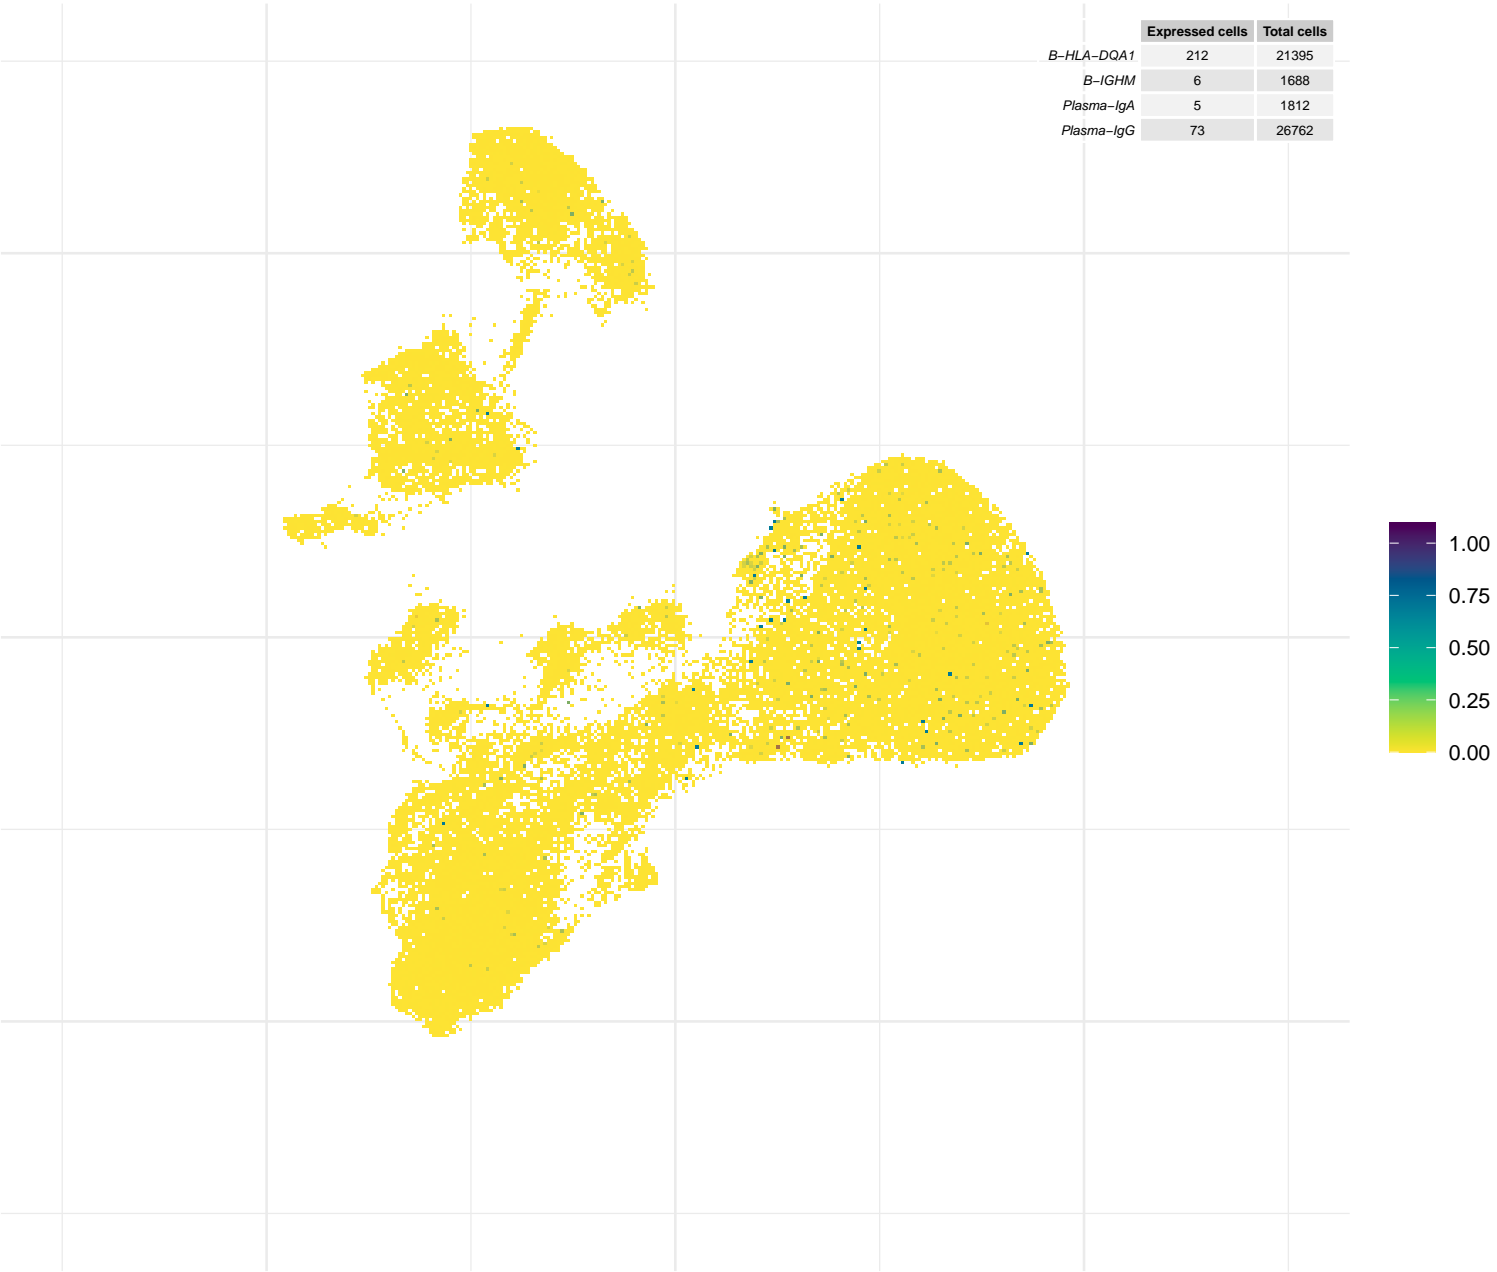 Expressed cells Total cells
B−HLA−DQA1 212 21395
B−IGHM 6 1688
Plasma−IgA 5 1812
Plasma−IgG 73 26762
1.00
0.75
0.50
0.25
0.00